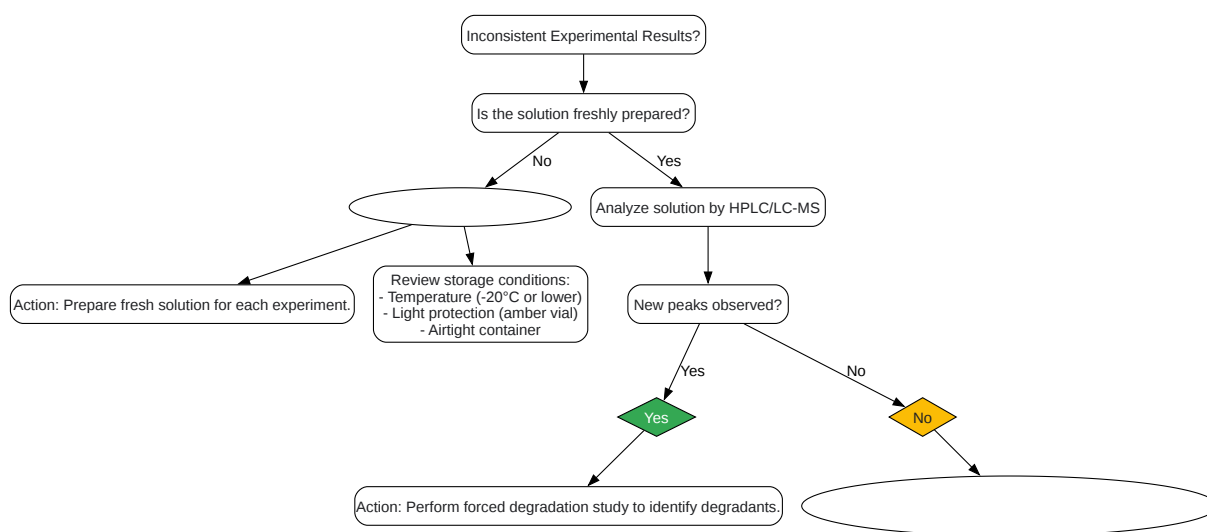 Inconsistent Experimental Results?
Is the solution freshly prepared?
No
Yes
Analyze solution by HPLC/LC-MS
Action: Prepare fresh solution for each experiment.
Review storage conditions:
- Temperature (-20°C or lower)
- Light protection (amber vial)
- Airtight container
New peaks observed?
Yes
No
Yes
No
Action: Perform forced degradation study to identify degradants.